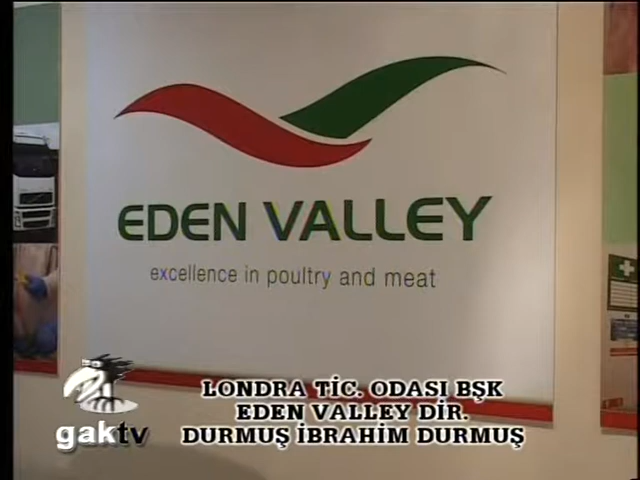 EDEN VALLEY
excellence in poultry and meat
LONDRA TİC. ODASI BŞK
EDEN VALLEY DİR.
DURMUŞ İBRAHİM DURMUŞ
gaktv